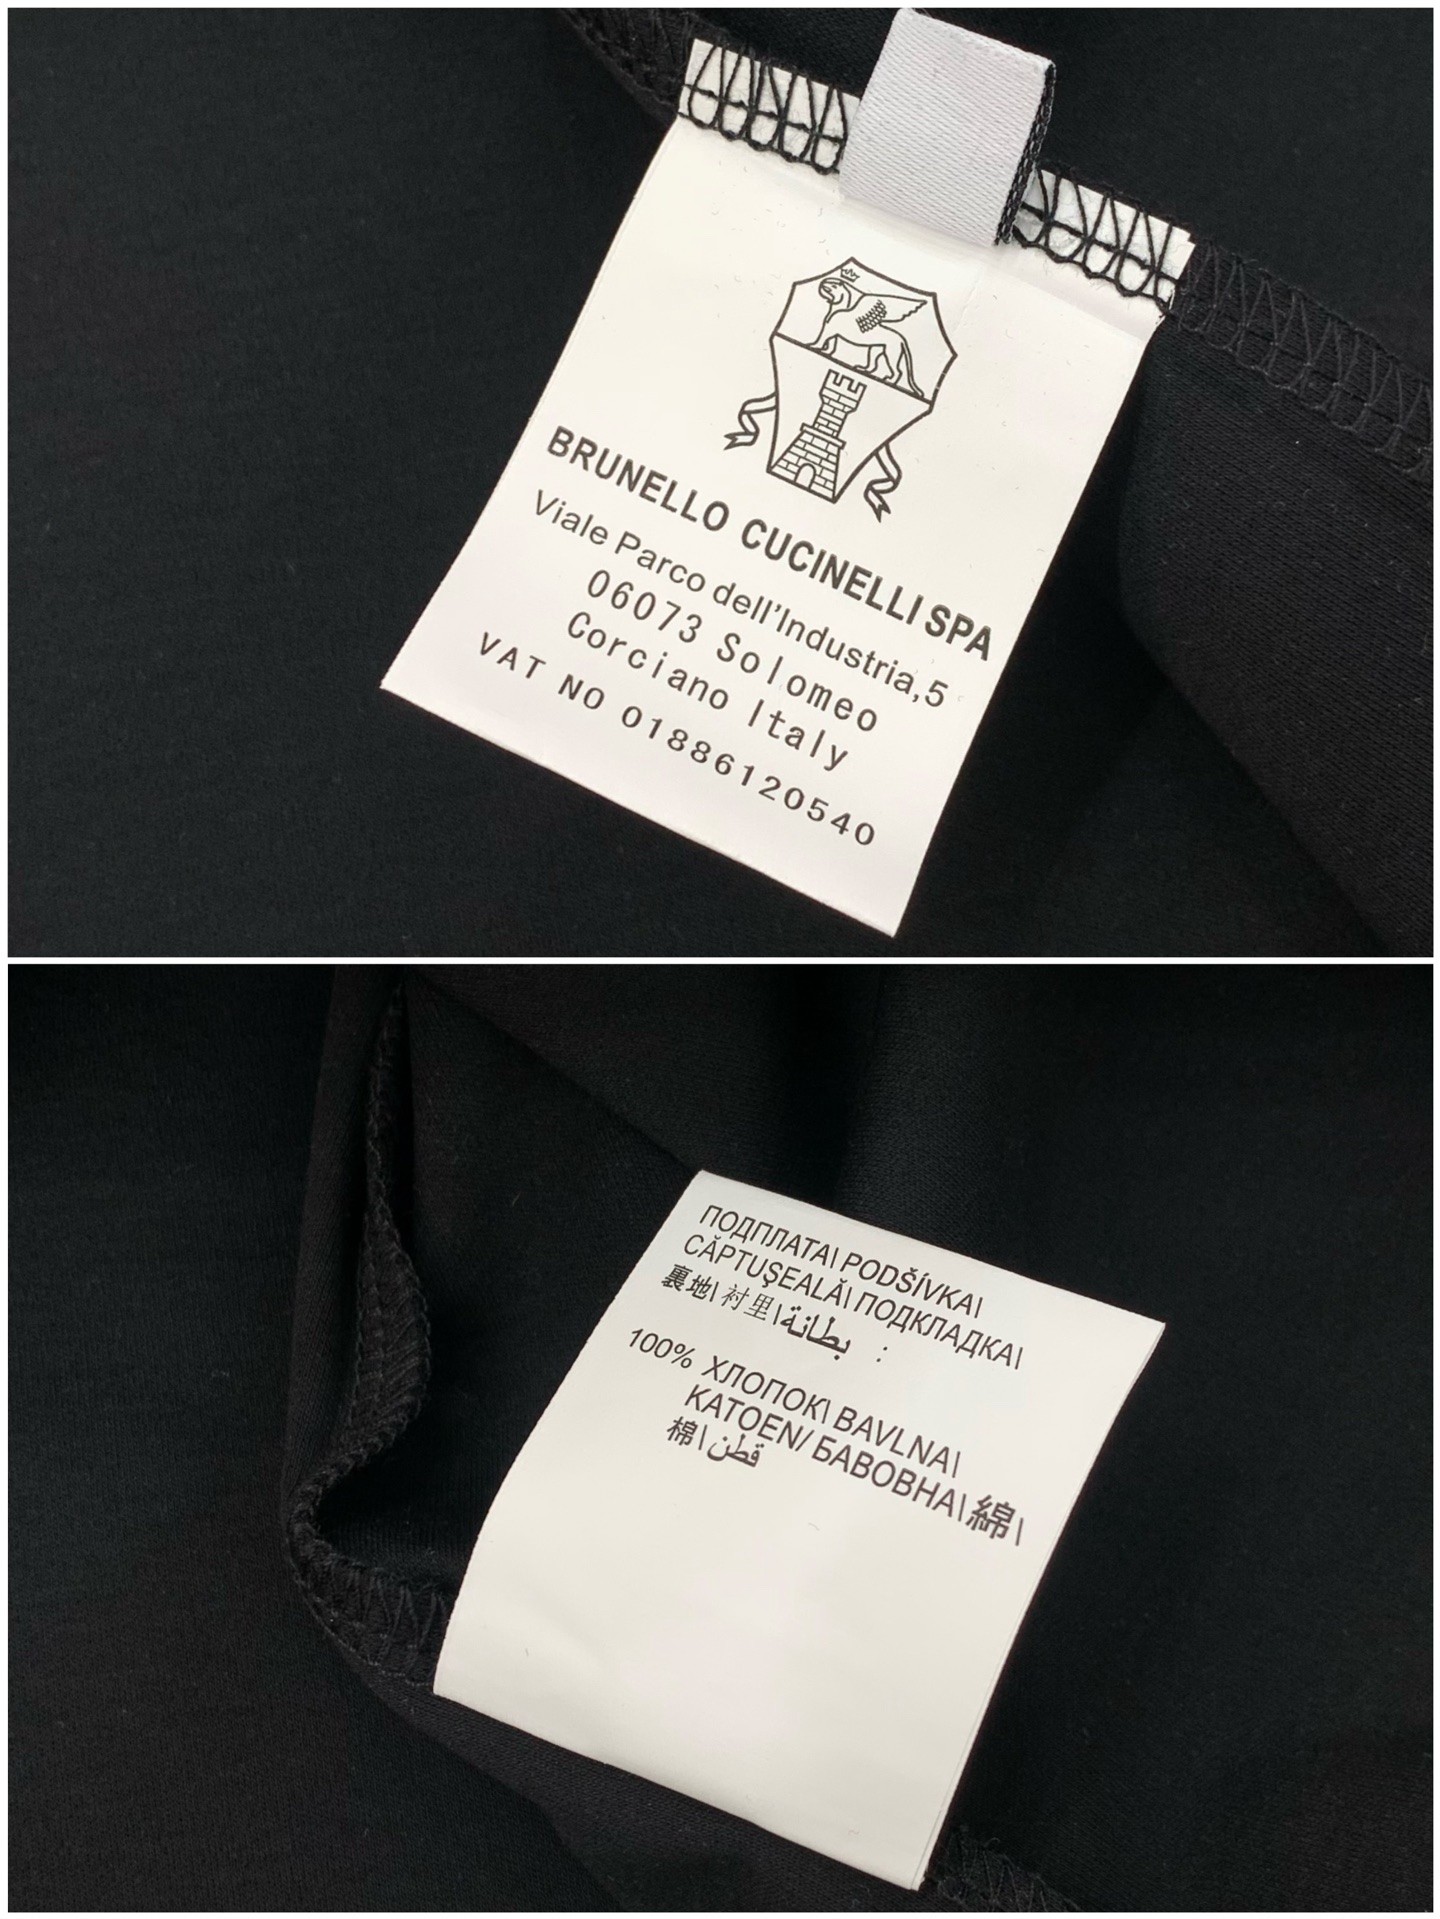 BRUNELLO CUCINELLI SPA
Viale Parco dell'Industria,5
06073 Solomeo
Corciano Italy
VAT NO 01886120540
ПОДПЛАТА\ PODŠÍVKA\
CĂPTUŞEALĂ\ ПОДКЛАДКА\
裏地\ 衬里\ بطانة :
100% ХЛОПОК\ BAVLNA\
KATOEN/ БАВОВНА\ 綿\
棉\ قطن